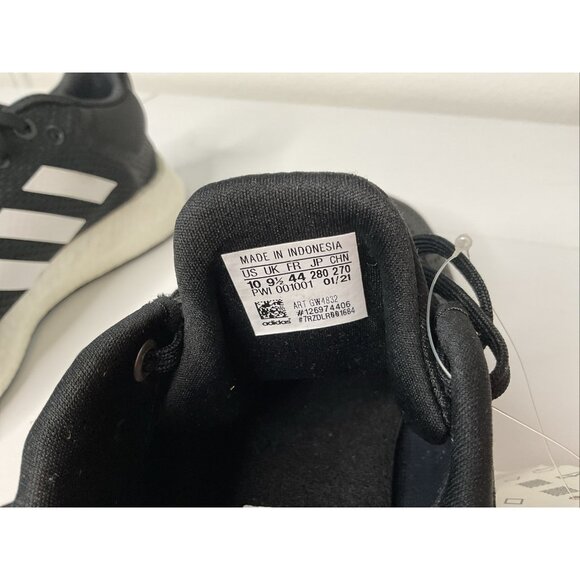 MADE IN INDONESIA
US UK FR JP CHN
10 9½ 44 280 270
PWI 001001 01/21
ART GW4832
#126974406
#7RZDLR001684
adidas